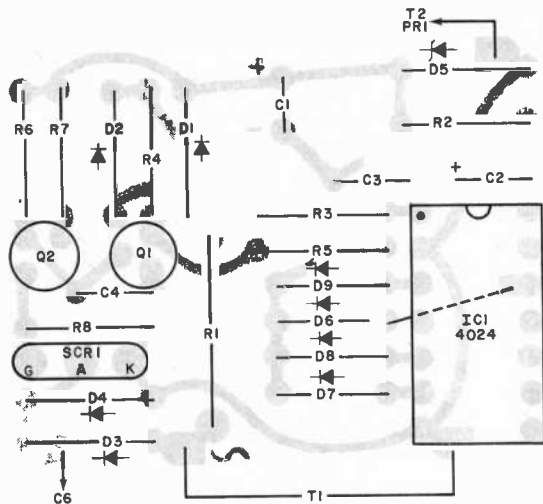 T2
PR1
D5
R6
R7
D2
R4
D1
+
C1
R2
C3
+
C2
R3
Q2
Q1
R5
D9
C4
D6
R8
R1
IC1
4024
SCR1
G
A
K
D8
D4
D7
D3
C6
T1